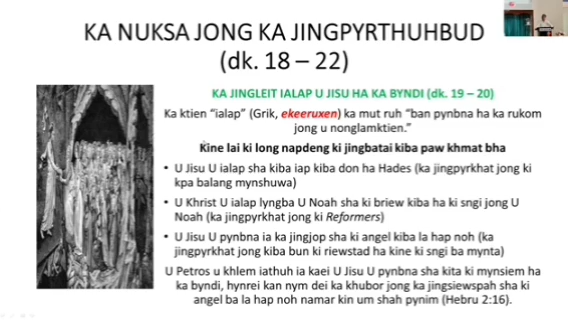 KA NUKSA JONG KA JINGPYRTHUHBUD
(dk. 18 – 22)
KA JINGLEIT IALAP U JISU HA KA BYNDI (dk. 19 – 20)
Ka ktien “ialap” (Grik, ekeeruxen) ka mut ruh “ban pynbna ha ka rukom
jong u nonglamktien.”
Kine lai ki long napdeng ki jingbatai kiba paw khmat bha
• U Jisu U ialap sha kiba iap kiba don ha Hades (ka jingpyrkhat jong ki
kpa balang mynshuwa)
• U Khrist U ialap lyngba U Noah sha ki briew kiba ha ki sngi jong U
Noah (ka jingpyrkhat jong ki Reformers)
• U Jisu U pynbna ia ka jingjop sha ki angel kiba la hap noh (ka
jingpyrkhat jong kiba bun ki riewstad ha kine ki sngi ba mynta)
U Petros u khlem iathuh ia kaei U Jisu U pynbna sha kita ki mynsiem ha
ka byndi, hynrei kan nym dei ka khubor jong ka jingsiewspah sha ki
angel ba la hap noh namar kin um shah pynim (Hebru 2:16).